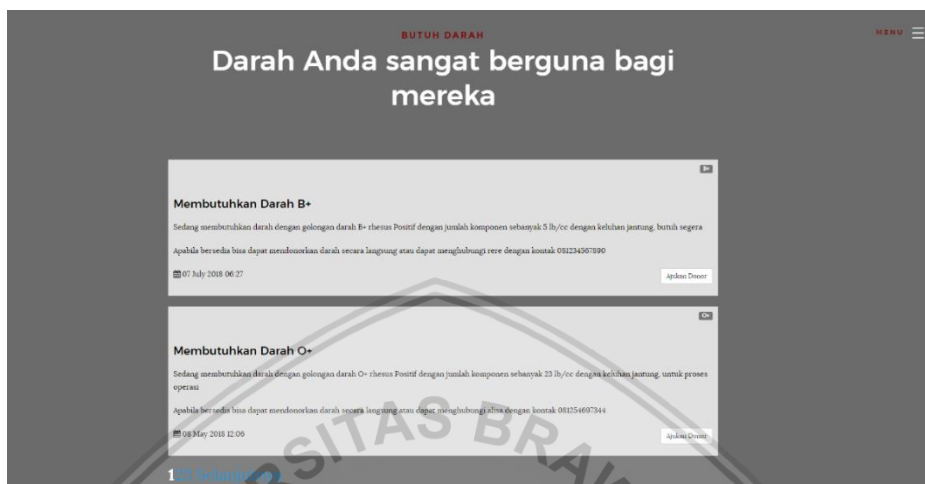 BUTUH DARAH
MENU
Darah Anda sangat berguna bagi
mereka
B+
Membutuhkan Darah B+
Sedang membutuhkan darah dengan golongan darah B+ rhesus Positif dengan jumlah komponen sebanyak 5 lb/cc dengan keluhan jantung, butuh segera
Apabila bersedia bisa dapat mendonorkan darah secara langsung atau dapat menghubungi rere dengan kontak 081234567890
07 July 2018 06:27
Ajukan Donor
O+
Membutuhkan Darah O+
Sedang membutuhkan darah dengan golongan darah O+ rhesus Positif dengan jumlah komponen sebanyak 23 lb/cc dengan keluhan jantung, untuk proses
operasi
Apabila bersedia bisa dapat mendonorkan darah secara langsung atau dapat menghubungi alisa dengan kontak 081254697344
08 May 2018 12:06
Ajukan Donor
1 2 3 Selanjutnya
SITAS BRAW